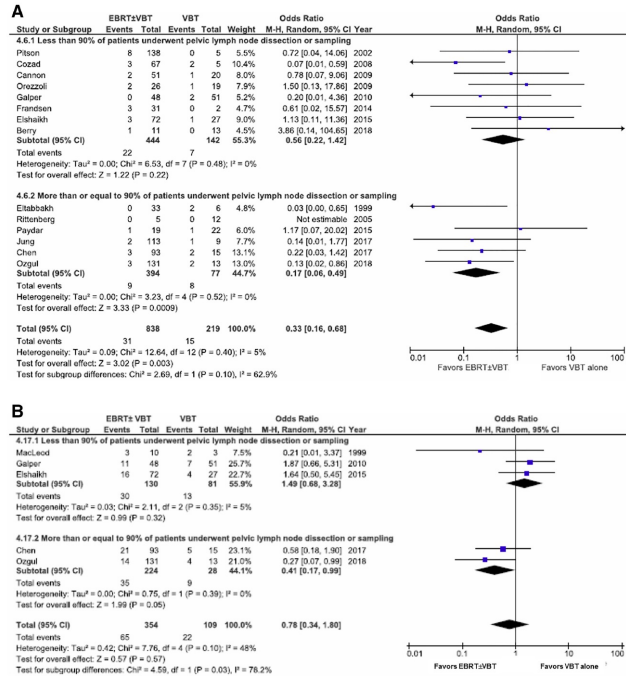 A
EBRT±VBT VBT Odds Ratio Odds Ratio
Study or Subgroup Events Total Events Total Weight M-H, Random, 95% CI Year M-H, Random, 95% CI
4.6.1 Less than 90% of patients underwent pelvic lymph node dissection or sampling
Pitson 8 138 0 5 5.8% 0.72 [0.04, 14.06] 2002
Cozad 3 67 2 5 10.4% 0.07 [0.01, 0.59] 2008
Cannon 2 51 1 20 7.8% 0.78 [0.07, 9.06] 2009
Orezzoli 2 26 1 19 7.7% 1.50 [0.13, 17.86] 2009
Galper 0 48 2 51 5.6% 0.20 [0.01, 4.36] 2010
Frandsen 3 31 0 2 4.7% 0.61 [0.02, 15.57] 2014
Elshaikh 3 72 1 27 9.0% 1.13 [0.11, 11.36] 2015
Berry 1 11 0 13 4.2% 3.86 [0.14, 104.65] 2018
Subtotal (95% CI) 444 142 55.3% 0.56 [0.22, 1.42]
Total events 22 7
Heterogeneity: Tau² = 0.00; Chi² = 6.53, df = 7 (P = 0.48); I² = 0%
Test for overall effect: Z = 1.22 (P = 0.22)
4.6.2 More than or equal to 90% of patients underwent pelvic lymph node dissection or sampling
Eltabbakh 0 33 2 6 4.8% 0.03 [0.00, 0.65] 1999
Rittenberg 0 5 0 12 Not estimable 2005
Paydar 1 19 1 22 6.0% 1.17 [0.07, 20.02] 2015
Jung 2 113 1 9 7.1% 0.14 [0.01, 1.77] 2017
Chen 3 93 2 15 14.3% 0.22 [0.03, 1.42] 2017
Ozgul 2 131 2 13 12.6% 0.13 [0.02, 0.86] 2018
Subtotal (95% CI) 394 77 44.7% 0.17 [0.06, 0.49]
Total events 9 8
Heterogeneity: Tau² = 0.00; Chi² = 3.23, df = 4 (P = 0.52); I² = 0%
Test for overall effect: Z = 3.33 (P = 0.0009)
Total (95% CI) 838 219 100.0% 0.33 [0.16, 0.68]
Total events 31 15
Heterogeneity: Tau² = 0.09; Chi² = 12.64, df = 12 (P = 0.40); I² = 5%
Test for overall effect: Z = 3.02 (P = 0.003)
Test for subgroup differences: Chi² = 2.69, df = 1 (P = 0.10), I² = 62.9%
0.01 0.1 1 10 100
Favors EBRT±VBT Favors VBT alone
B
EBRT± VBT VBT Odds Ratio Odds Ratio
Study or Subgroup Events Total Events Total Weight M-H, Random, 95% CI Year M-H, Random, 95% CI
4.17.1 Less than 90% of patients underwent pelvic lymph node dissection or sampling
MacLeod 3 10 2 3 7.5% 0.21 [0.01, 3.37] 1999
Galper 11 48 7 51 25.7% 1.87 [0.66, 5.31] 2010
Elshaikh 16 72 4 27 22.7% 1.64 [0.50, 5.45] 2015
Subtotal (95% CI) 130 81 55.9% 1.49 [0.68, 3.28]
Total events 30 13
Heterogeneity: Tau² = 0.03; Chi² = 2.11, df = 2 (P = 0.35); I² = 5%
Test for overall effect: Z = 0.99 (P = 0.32)
4.17.2 More than or equal to 90% of patients underwent pelvic lymph node dissection or sampling
Chen 21 93 5 15 23.1% 0.58 [0.18, 1.90] 2017
Ozgul 14 131 4 13 21.0% 0.27 [0.07, 0.99] 2018
Subtotal (95% CI) 224 28 44.1% 0.41 [0.17, 0.99]
Total events 35 9
Heterogeneity: Tau² = 0.00; Chi² = 0.75, df = 1 (P = 0.39); I² = 0%
Test for overall effect: Z = 1.99 (P = 0.05)
Total (95% CI) 354 109 100.0% 0.78 [0.34, 1.80]
Total events 65 22
Heterogeneity: Tau² = 0.42; Chi² = 7.76, df = 4 (P = 0.10); I² = 48%
Test for overall effect: Z = 0.57 (P = 0.57)
Test for subgroup differences: Chi² = 4.59, df = 1 (P = 0.03), I² = 78.2%
0.01 0.1 1 10 100
Favors EBRT±VBT Favors VBT alone